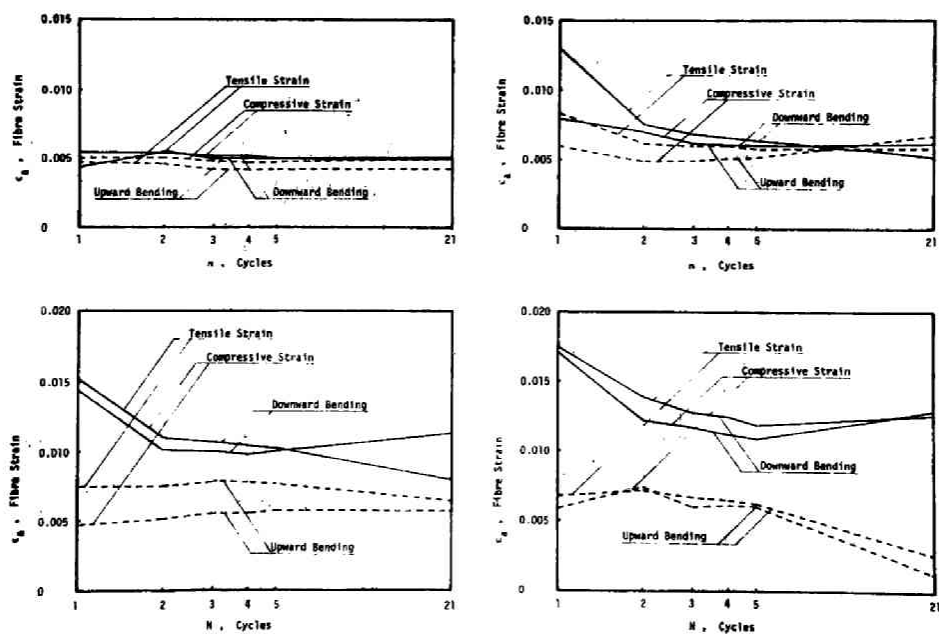 0.015
0.010
0.005
0
ε_a , Fibre Strain
Tensile Strain
Compressive Strain
Upward Bending
Downward Bending
1 2 3 4 5 21
n , Cycles
0.015
0.010
0.005
0
ε_a , Fibre Strain
Tensile Strain
Compressive Strain
Downward Bending
Upward Bending
1 2 3 4 5 21
n , Cycles
0.020
0.015
0.010
0.005
0
ε_a , Fibre Strain
Tensile Strain
Compressive Strain
Downward Bending
Upward Bending
1 2 3 4 5 21
N , Cycles
0.020
0.015
0.010
0.005
0
ε_a , Fibre Strain
Tensile Strain
Compressive Strain
Downward Bending
Upward Bending
1 2 3 4 5 21
N , Cycles